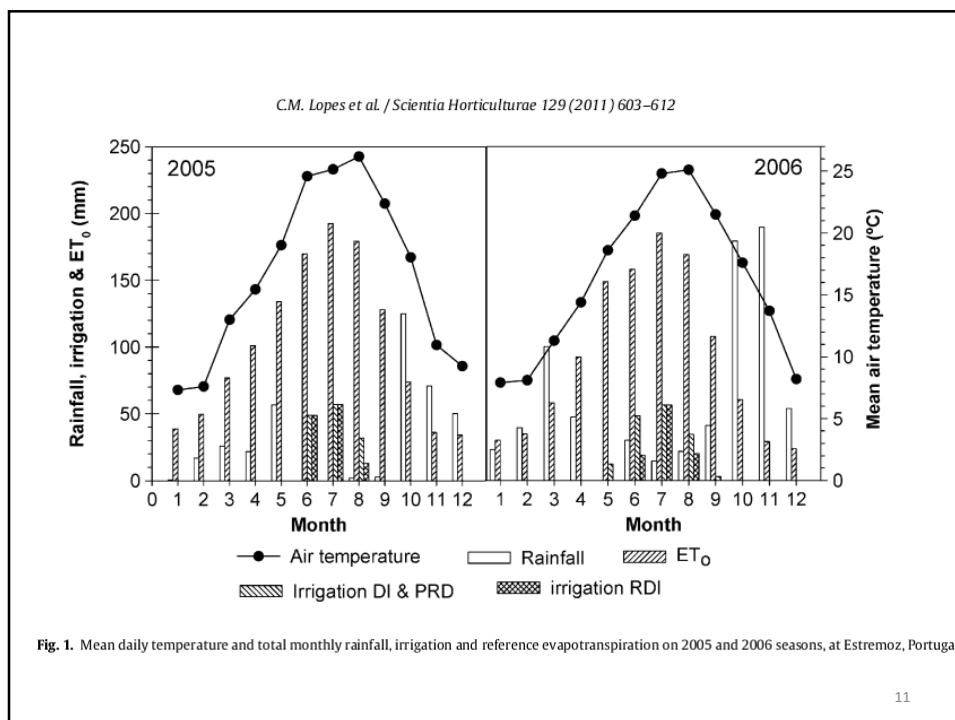 C.M. Lopes et al. / Scientia Horticulturae 129 (2011) 603–612
250
200
150
100
50
0
Rainfall, irrigation & ET0 (mm)
2005
2006
25
20
15
10
5
0
Mean air temperature (ºC)
0 1 2 3 4 5 6 7 8 9 10 11 12
1 2 3 4 5 6 7 8 9 10 11 12
Month
Month
Air temperature
Rainfall
ETo
Irrigation DI & PRD
irrigation RDI
Fig. 1. Mean daily temperature and total monthly rainfall, irrigation and reference evapotranspiration on 2005 and 2006 seasons, at Estremoz, Portuga
11